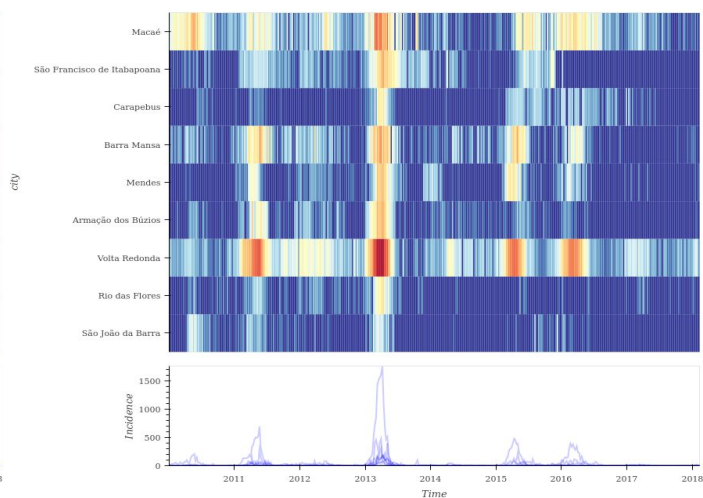 city
Macaé
São Francisco de Itabapoana
Carapebus
Barra Mansa
Mendes
Armação dos Búzios
Volta Redonda
Rio das Flores
São João da Barra
Incidence
1500
1000
500
0
2011 2012 2013 2014 2015 2016 2017 2018
Time